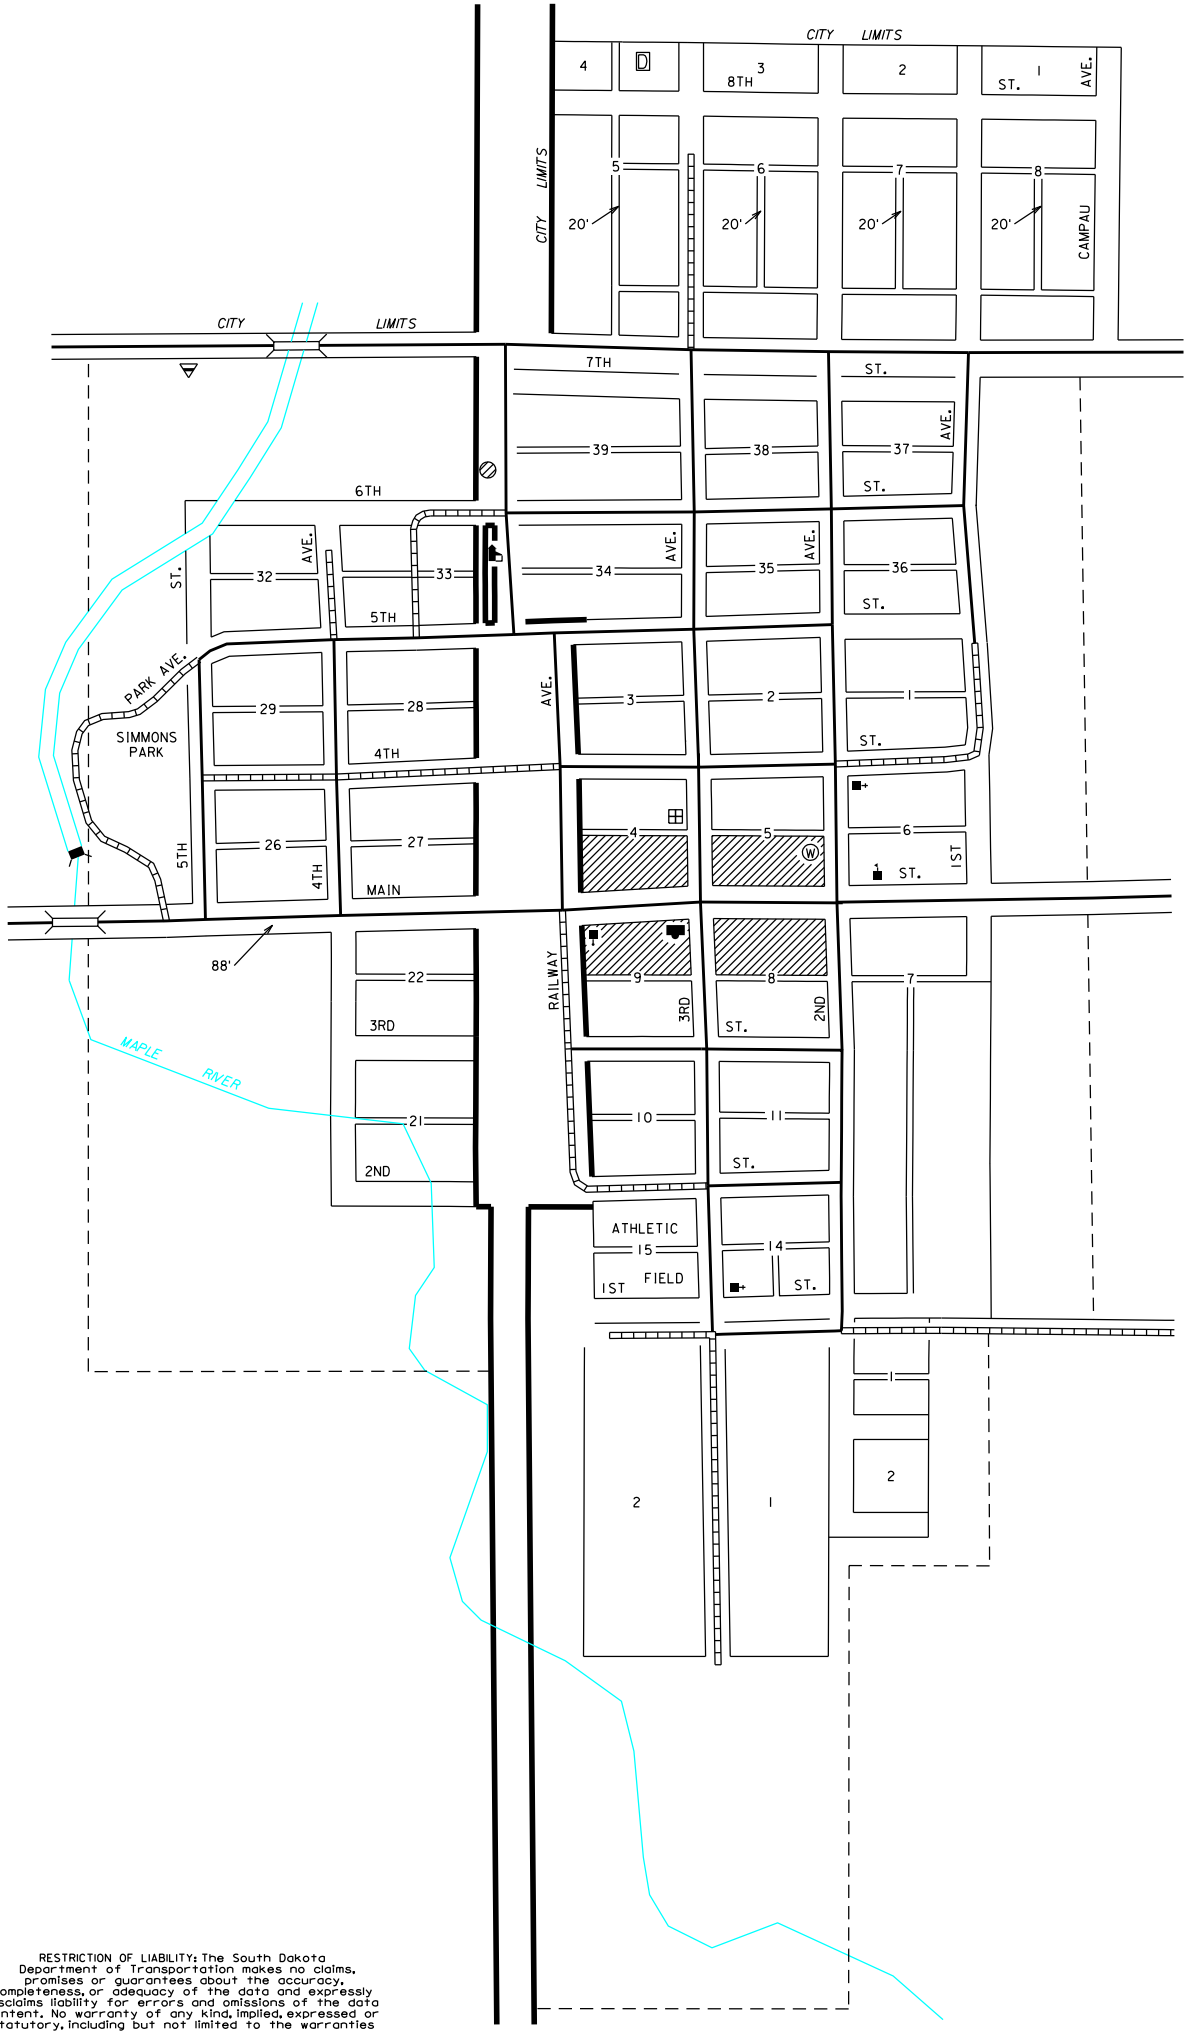 CITY LIMITS
4
D
3
2
1
8TH
ST.
AVE.
CITY LIMITS
5
6
7
8
20'
20'
20'
20'
CAMPAU
CITY LIMITS
7TH
ST.
39
38
37
AVE.
6TH
ST.
ST.
32
AVE.
33
34
AVE.
35
AVE.
36
5TH
ST.
PARK AVE.
29
28
AVE.
3
2
1
SIMMONS
PARK
4TH
ST.
5TH
26
4TH
27
4
5
W
6
1ST
MAIN
ST.
88'
22
RAILWAY
9
3RD
8
2ND
7
3RD
ST.
MAPLE RIVER
21
10
11
2ND
ST.
ATHLETIC
15
14
1ST
FIELD
ST.
1
2
2
1
RESTRICTION OF LIABILITY: The South Dakota
Department of Transportation makes no claims,
promises or guarantees about the accuracy,
ompleteness, or adequacy of the data and expressly
sclaims liability for errors and omissions of the data
ntent. No warranty of any kind, implied, expressed or
tatutory, including but not limited to the warranties